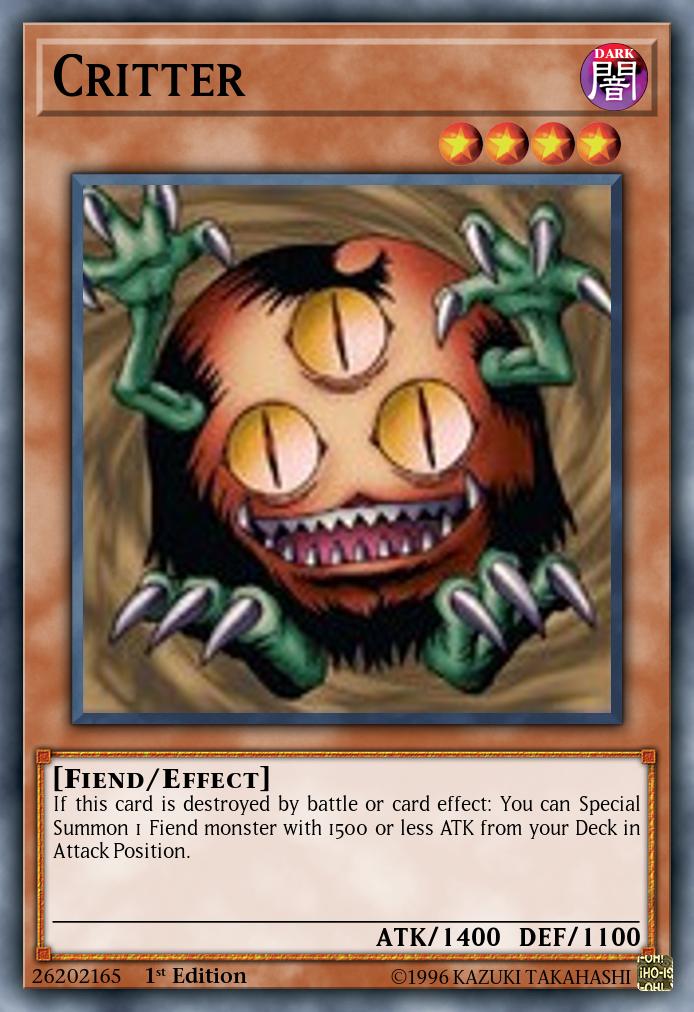 CRITTER
DARK
闇
[FIEND/EFFECT]
If this card is destroyed by battle or card effect: You can Special
Summon 1 Fiend monster with 1500 or less ATK from your Deck in
Attack Position.
ATK/1400 DEF/1100
26202165 1st Edition ©1996 KAZUKI TAKAHASHI